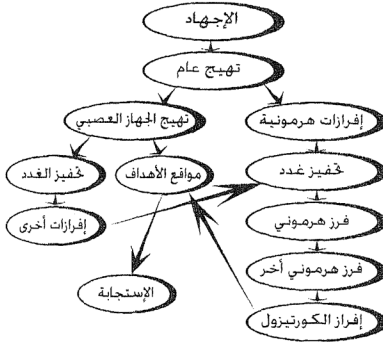 الإجهاد
تهيج عام
تهيج الجهاز العصبي
إفرازات هرمونية
تحفيز الغدد
مواقع الأهداف
تحفيز غدد
إفرازات أخرى
فرز هرموني
الإستجابة
فرز هرموني أخر
إفراز الكورتيزول